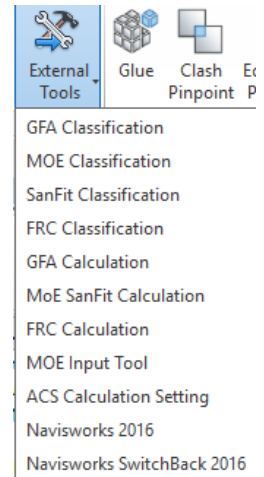 External Tools
Glue
Clash Pinpoint
GFA Classification
MOE Classification
SanFit Classification
FRC Classification
GFA Calculation
MoE SanFit Calculation
FRC Calculation
MOE Input Tool
ACS Calculation Setting
Navisworks 2016
Navisworks SwitchBack 2016